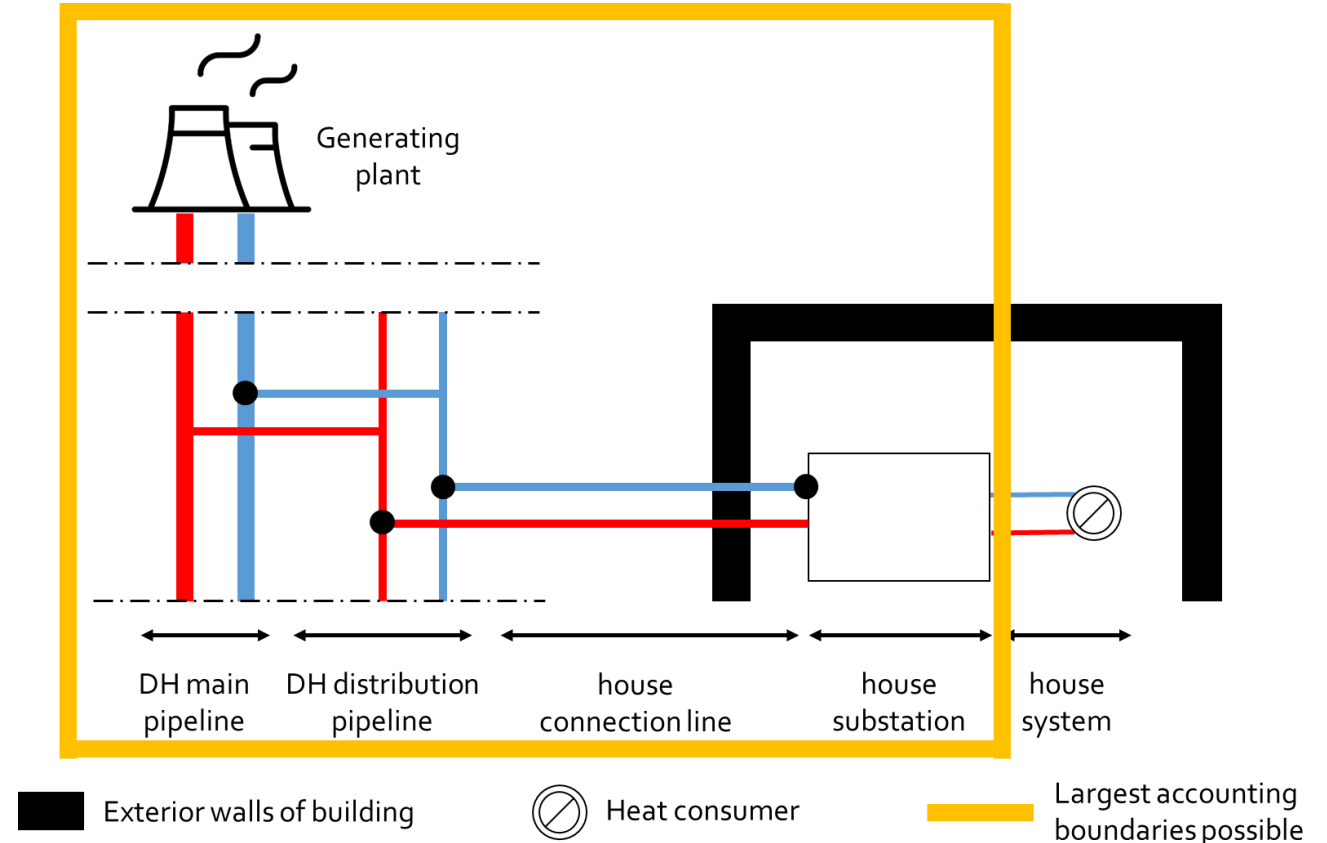 Generating
plant
DH main
pipeline
DH distribution
pipeline
house
connection line
house
substation
house
system
Exterior walls of building
Heat consumer
Largest accounting
boundaries possible